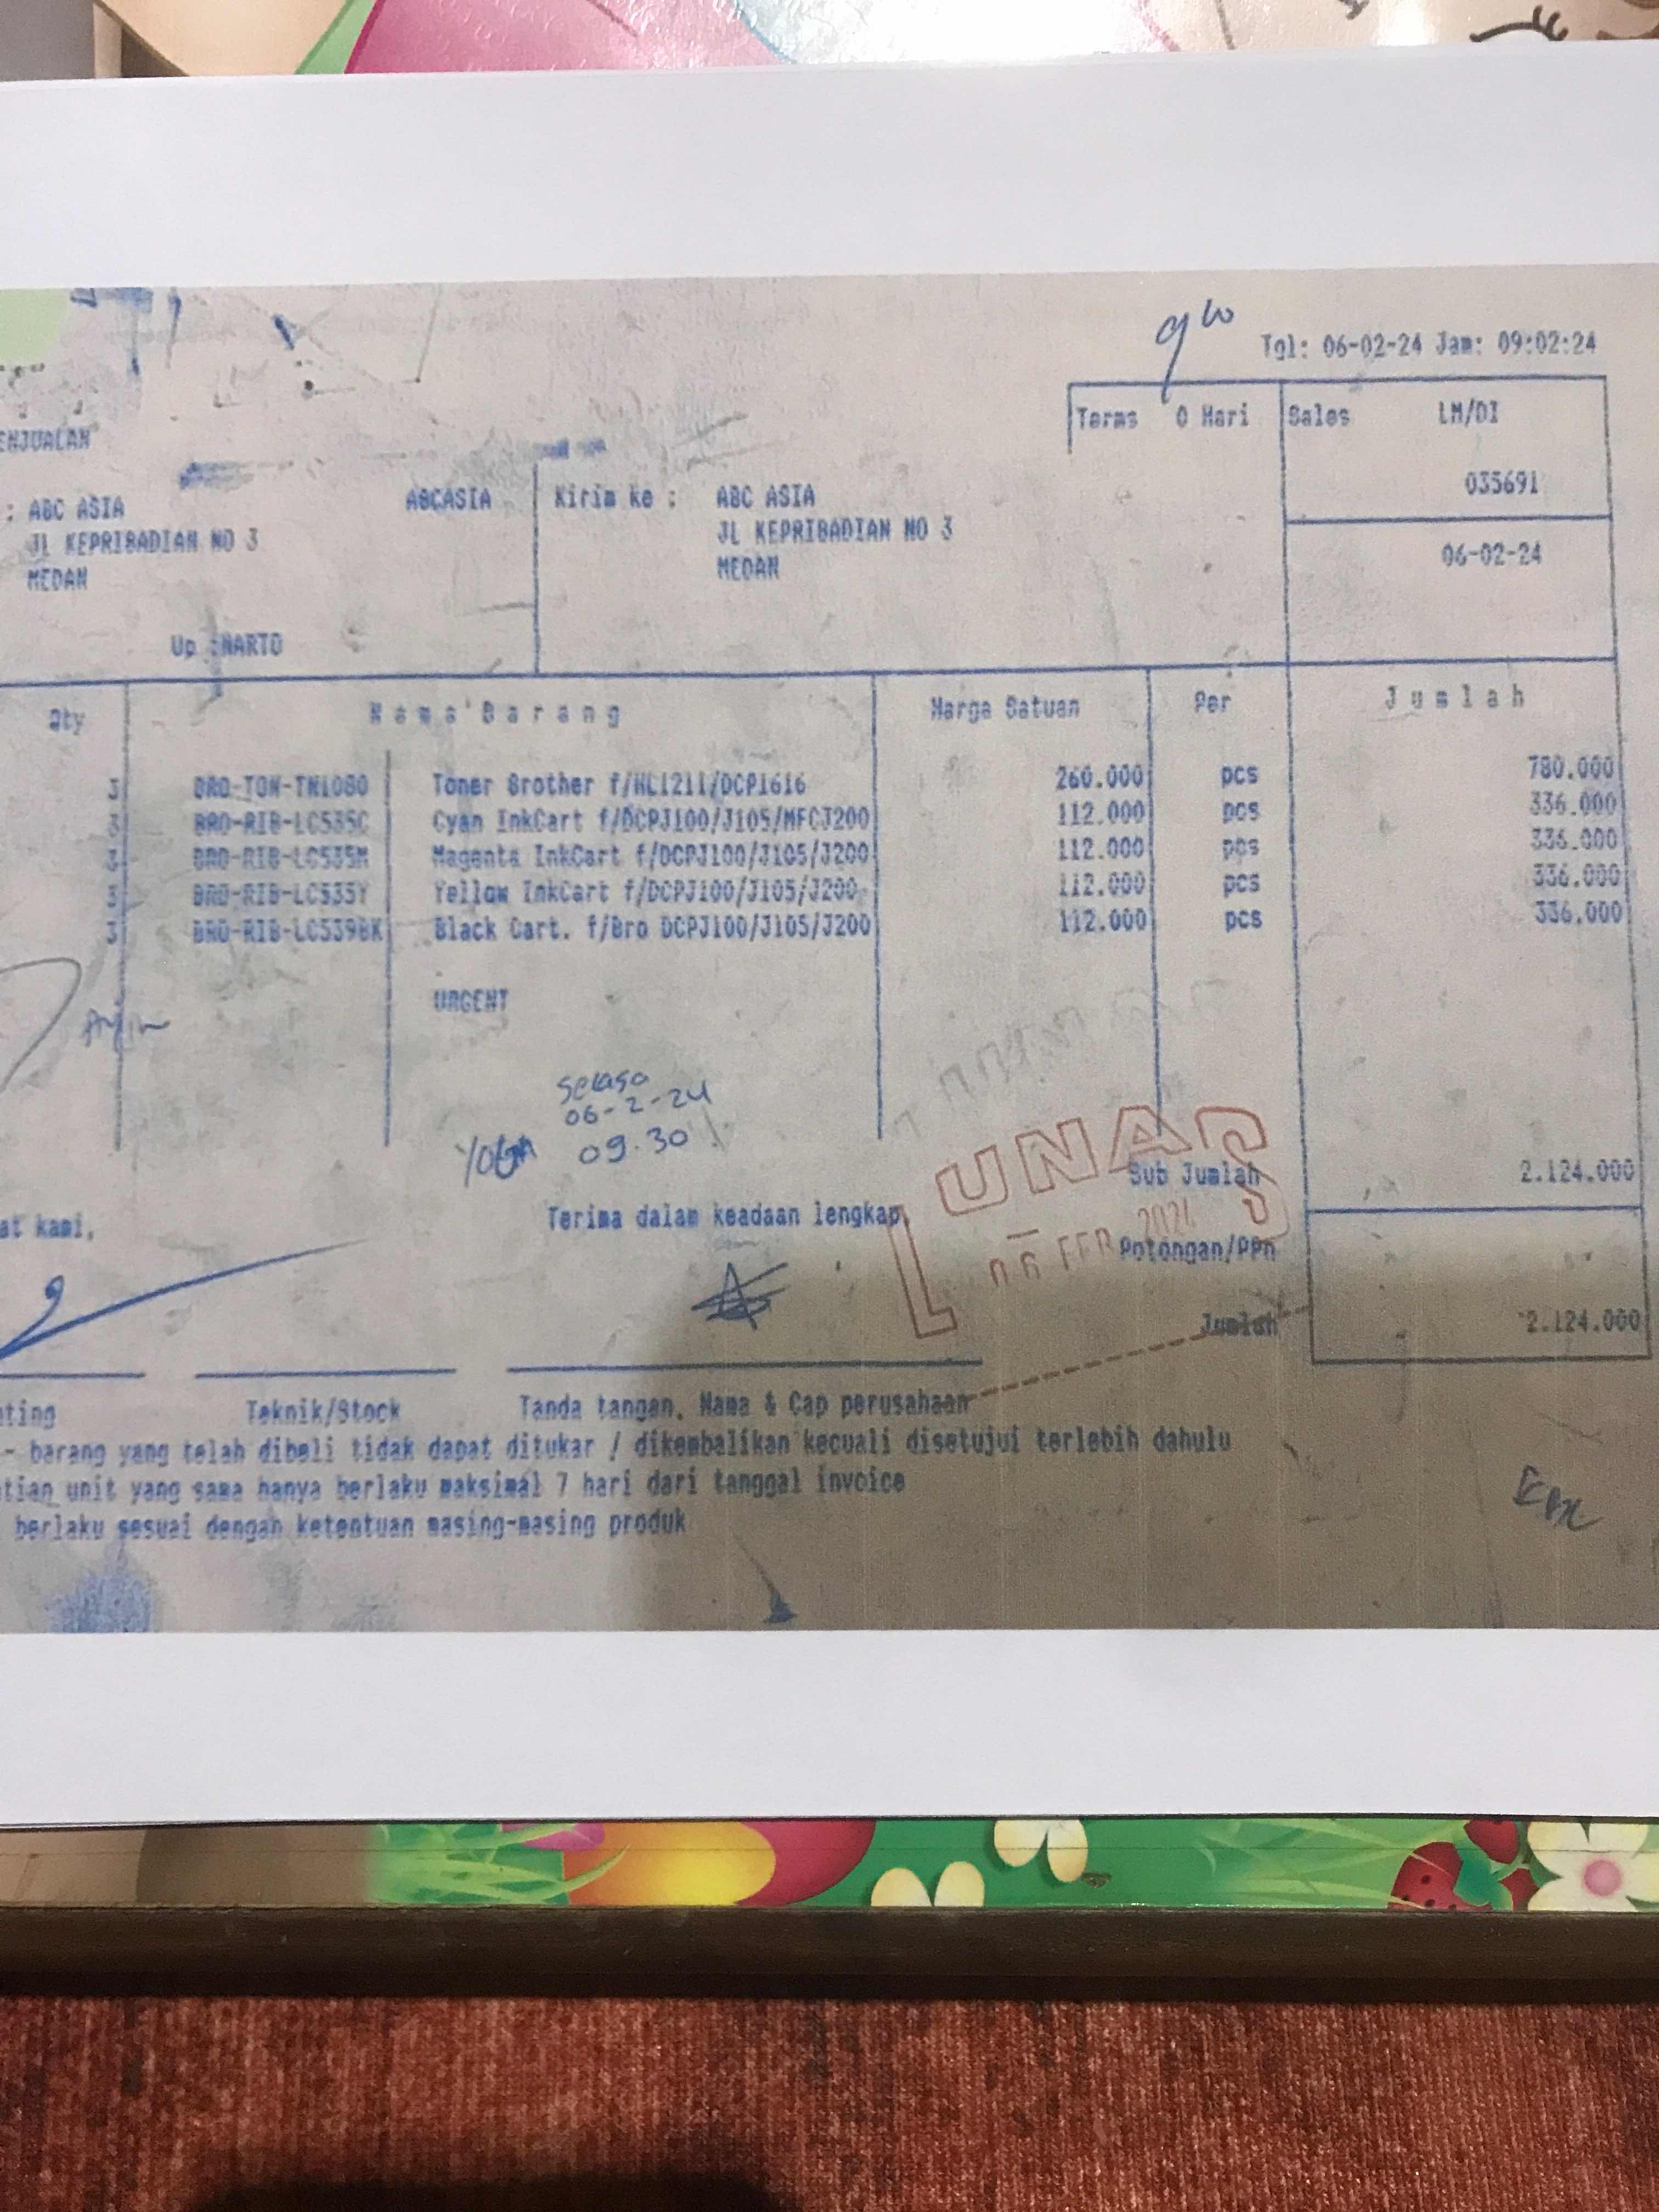 Tgl: 06-02-24 Jam: 09:02:24
Terms 0 Hari Sales LM/DI
ENJUALAN
035691
: ABC ASIA ABCASIA Kirim ke : ABC ASIA
JL KEPRIBADIAN NO 3 JL KEPRIBADIAN NO 3
MEDAN MEDAN
06-02-24
Up :NARTO
Qty Nama Barang Harga Satuan Per Jumlah
3 BRO-TON-TN1080 Toner Brother f/HL1211/DCP1616 260.000 pcs 780.000
3 BRO-RIB-LC535C Cyan InkCart f/DCPJ100/J105/MFCJ200 112.000 pcs 336.000
3 BRO-RIB-LC535M Magenta InkCart f/DCPJ100/J105/J200 112.000 pcs 336.000
3 BRO-RIB-LC535Y Yellow InkCart f/DCPJ100/J105/J200 112.000 pcs 336.000
3 BRO-RIB-LC539BK Black Cart. f/Bro DCPJ100/J105/J200 112.000 pcs 336.000
URGENT
Selasa
06-2-24
YOGA 09.30
LUNAS
06 FEB 2024
Sub Jumlah 2.124.000
at kami, Terima dalam keadaan lengkap,
Potongan/PPn
Jumlah 2.124.000
nting Teknik/Stock Tanda tangan, Nama & Cap perusahaan
- barang yang telah dibeli tidak dapat ditukar / dikembalikan kecuali disetujui terlebih dahulu
tian unit yang sama hanya berlaku maksimal 7 hari dari tanggal invoice
berlaku sesuai dengan ketentuan masing-masing produk